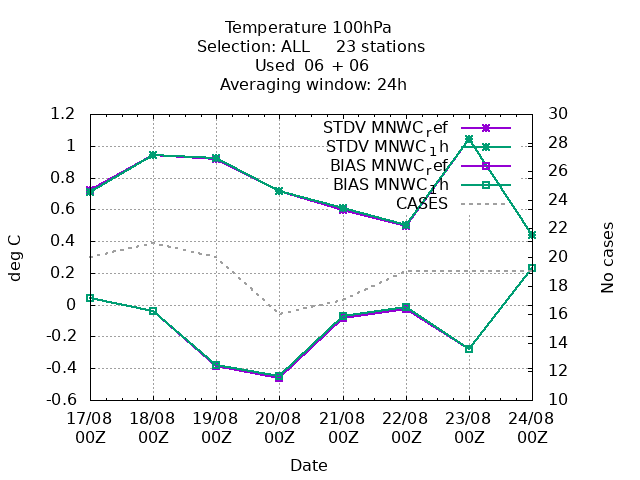 Temperature 100hPa
Selection: ALL 23 stations
Used 06 + 06
Averaging window: 24h
1.2
1
0.8
0.6
0.4
0.2
0
-0.2
-0.4
-0.6
30
28
26
24
22
20
18
16
14
12
10
STDV MNWC_ref
STDV MNWC_1h
BIAS MNWC_ref
BIAS MNWC_1h
CASES
deg C
No cases
17/08 18/08 19/08 20/08 21/08 22/08 23/08 24/08
00Z 00Z 00Z 00Z 00Z 00Z 00Z 00Z
Date